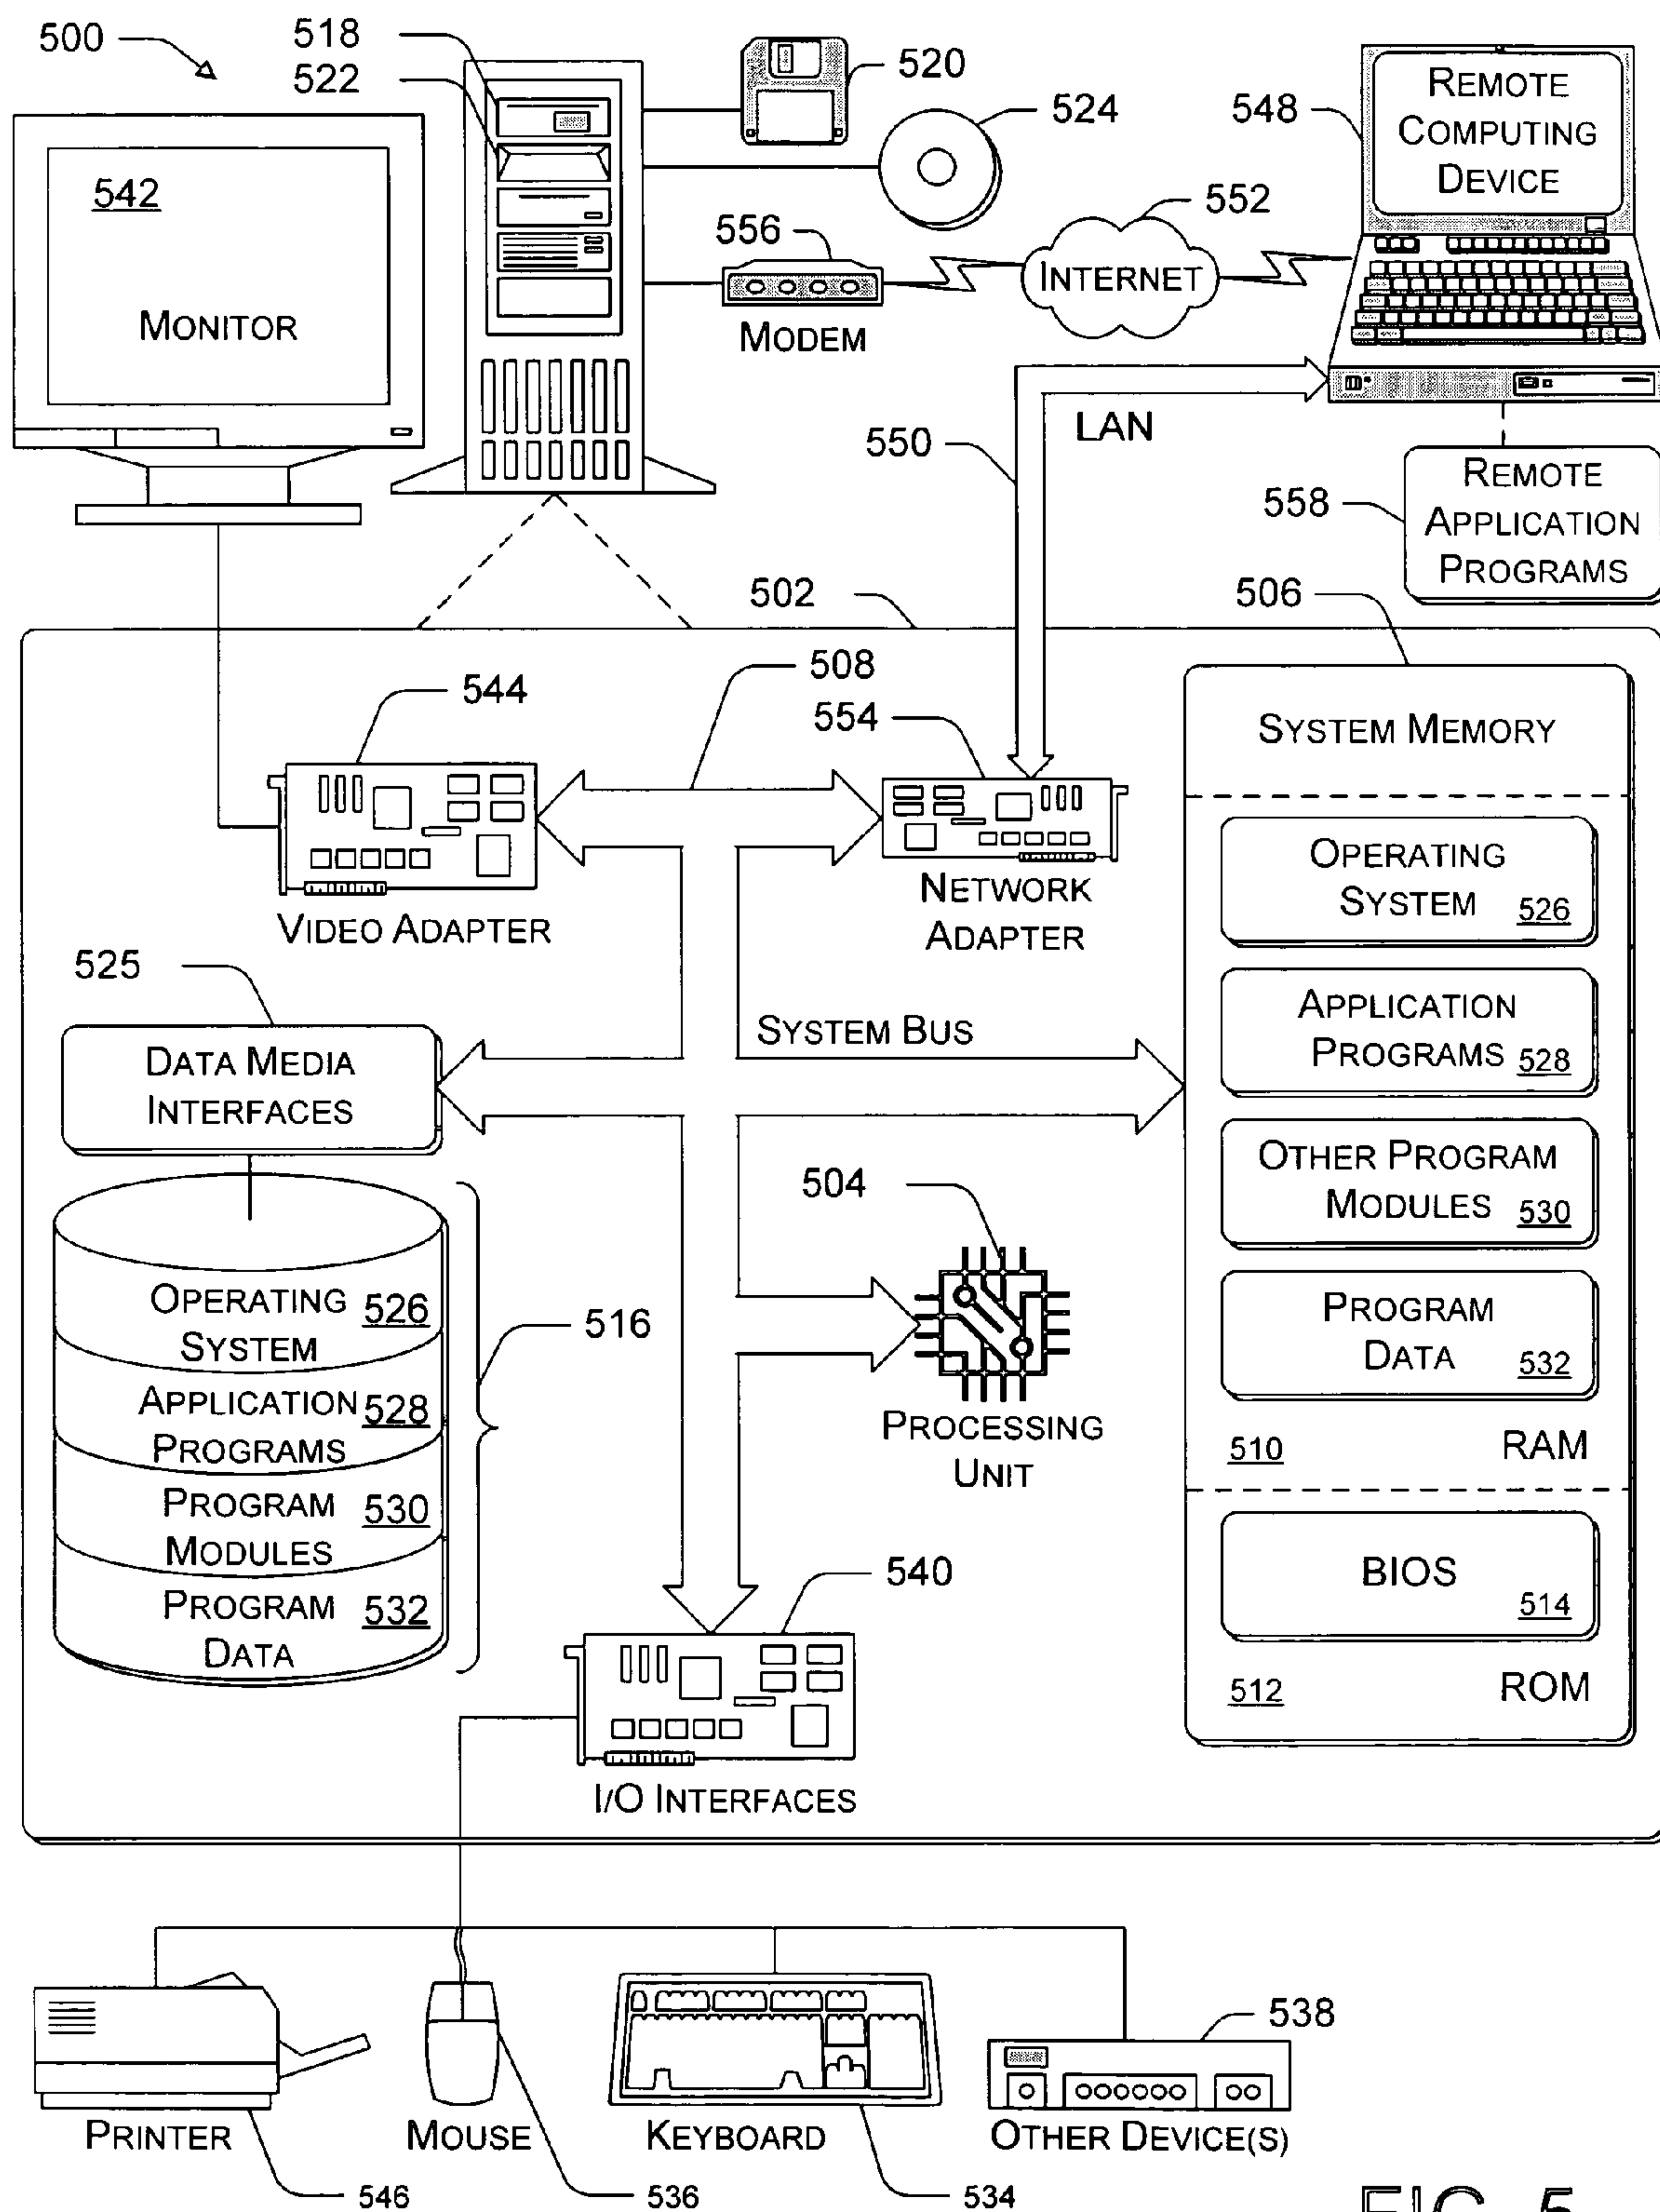 500
518
522
520
524
548
REMOTE
COMPUTING
DEVICE
542
MONITOR
556
MODEM
552
INTERNET
550
LAN
558
REMOTE
APPLICATION
PROGRAMS
502
506
508
544
554
VIDEO ADAPTER
NETWORK
ADAPTER
SYSTEM MEMORY
OPERATING
SYSTEM 526
APPLICATION
PROGRAMS 528
OTHER PROGRAM
MODULES 530
PROGRAM
DATA 532
510 RAM
BIOS
514
512 ROM
525
DATA MEDIA
INTERFACES
SYSTEM BUS
504
PROCESSING
UNIT
OPERATING 526
SYSTEM
APPLICATION 528
PROGRAMS
PROGRAM 530
MODULES
PROGRAM 532
DATA
516
540
I/O INTERFACES
PRINTER
546
MOUSE
536
KEYBOARD
534
538
OTHER DEVICE(S)
FIG. 5